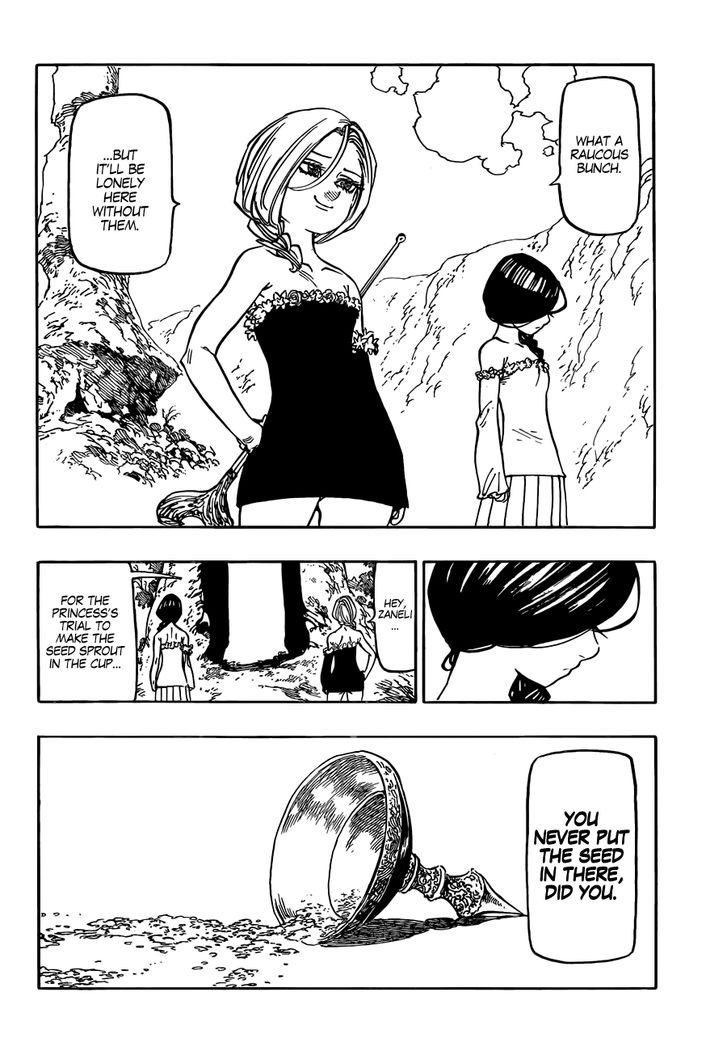 WHAT A
RAUCOUS
BUNCH.
...BUT
IT'LL BE
LONELY
HERE
WITHOUT
THEM.
HEY,
ZANELI
...
FOR THE
PRINCESS'S
TRIAL TO
MAKE THE
SEED SPROUT
IN THE CUP...
YOU
NEVER PUT
THE SEED
IN THERE,
DID YOU.